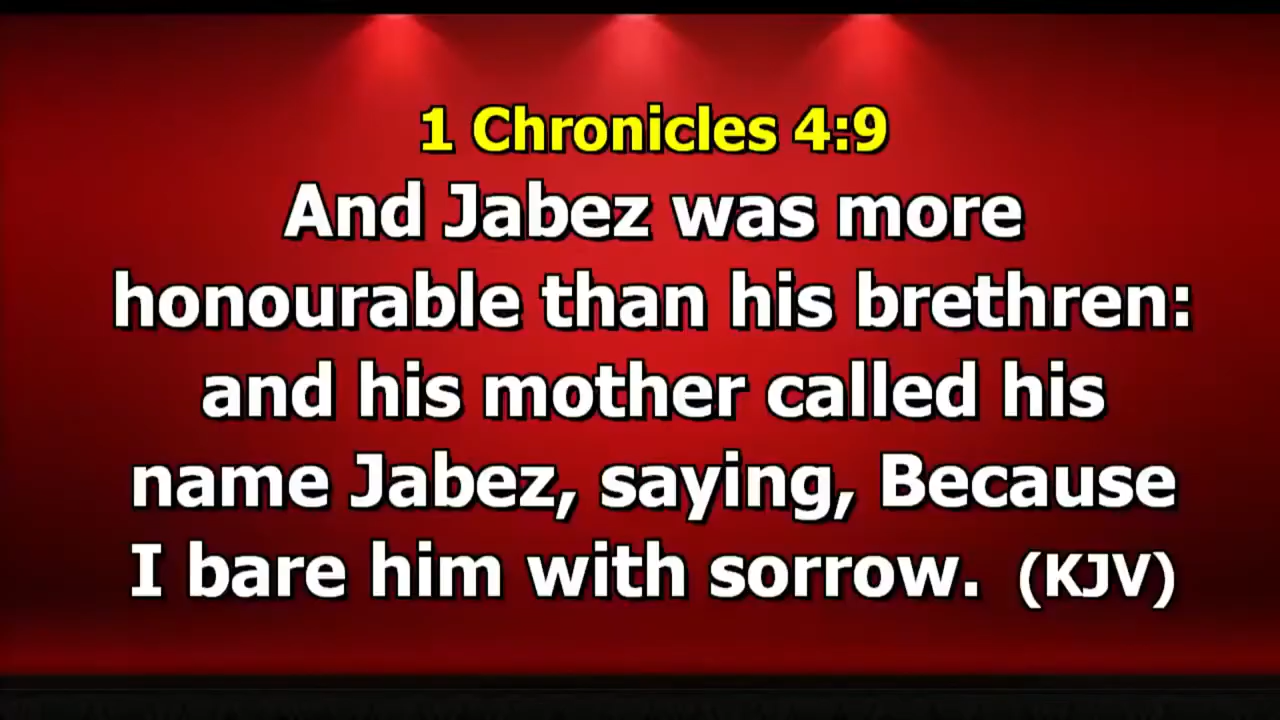 1 Chronicles 4:9
And Jabez was more
honourable than his brethren:
and his mother called his
name Jabez, saying, Because
I bare him with sorrow. (KJV)